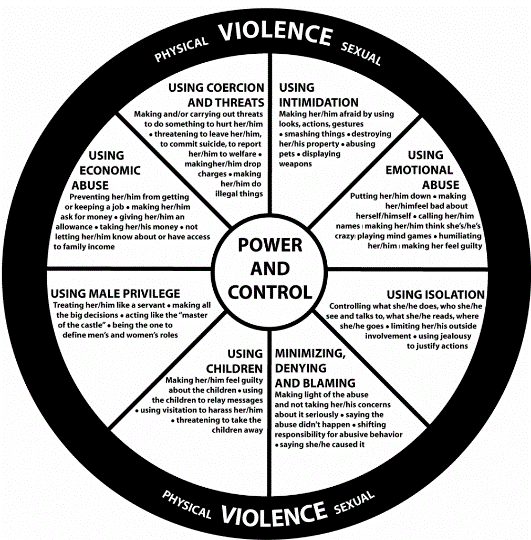 PHYSICAL VIOLENCE SEXUAL
USING COERCION
AND THREATS
Making and/or carrying out threats
to do something to hurt her/him
• threatening to leave her/him,
to commit suicide, to report
her/him to welfare •
makingher/him drop
charges • making
her/him do
illegal things
USING
INTIMIDATION
Making her/him afraid by using
looks, actions, gestures
• smashing things • destroying
her/his property • abusing
pets • displaying
weapons
USING
ECONOMIC
ABUSE
Preventing her/him from getting
or keeping a job • making her/him
ask for money • giving her/him an
allowance • taking her/his money • not
letting her/him know about or have access
to family income
USING
EMOTIONAL
ABUSE
Putting her/him down • making
her/himfeel bad about
herself/himself • calling her/him
names • making her/him think she's/he's
crazy• playing mind games • humiliating
her/him • making her/him feel guilty
POWER
AND
CONTROL
USING MALE PRIVILEGE
Treating her/him like a servant • making all
the big decisions • acting like the "master
of the castle" • being the one to
define men's and women's roles
USING ISOLATION
Controlling what she/he does, who she/he
see and talks to, what she/he reads, where
she/he goes • limiting her/his outside
involvement • using jealousy
to justify actions
USING
CHILDREN
Making her/him feel guilty
about the children • using
the children to relay messages
• using visitation to harass her/him
• threatening to take the
children away
MINIMIZING,
DENYING
AND BLAMING
Making light of the abuse
and not taking her/his concerns
about it seriously • saying the
abuse didn't happen • shifting
responsibility for abusive behavior
• saying she/he caused it
PHYSICAL VIOLENCE SEXUAL